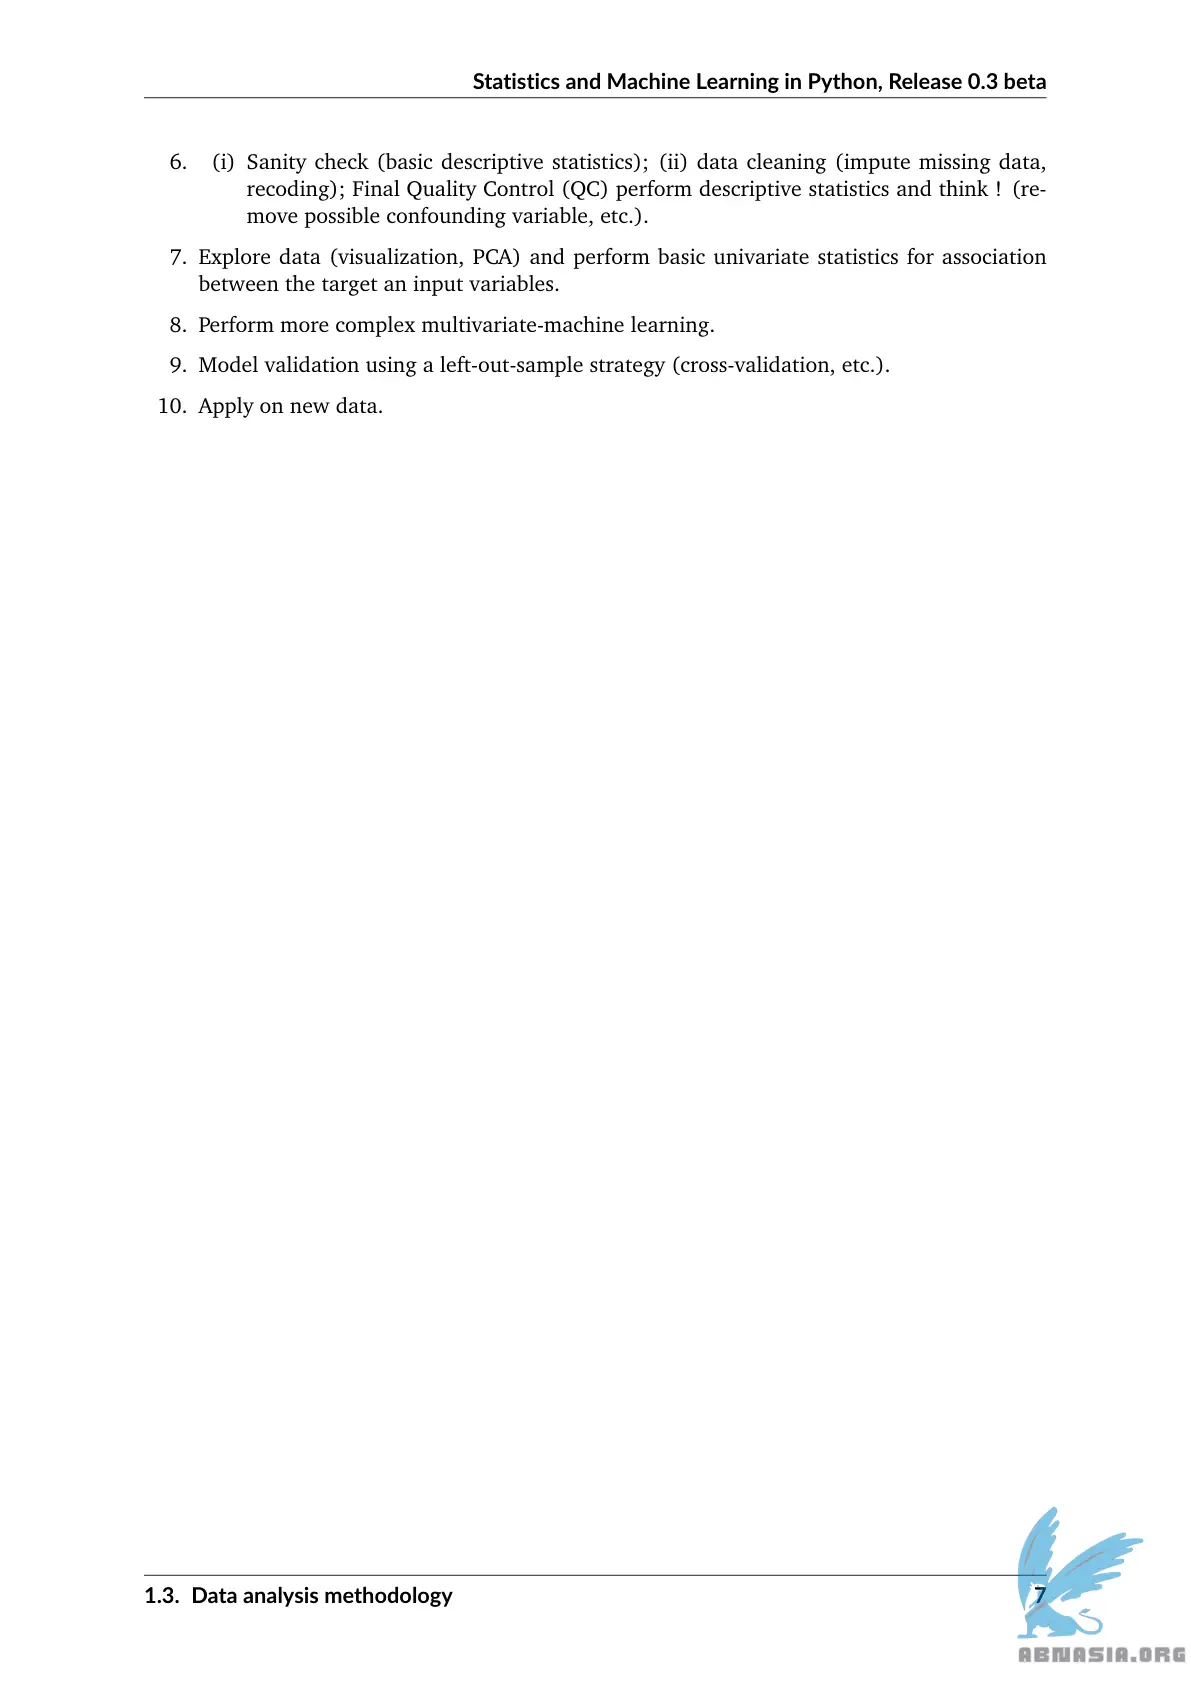 Statistics and Machine Learning in Python, Release 0.3 beta
6. (i) Sanity check (basic descriptive statistics); (ii) data cleaning (impute missing data,
recoding); Final Quality Control (QC) perform descriptive statistics and think ! (re-
move possible confounding variable, etc.).
7. Explore data (visualization, PCA) and perform basic univariate statistics for association
between the target an input variables.
8. Perform more complex multivariate-machine learning.
9. Model validation using a left-out-sample strategy (cross-validation, etc.).
10. Apply on new data.
1.3. Data analysis methodology 7
ABNASIA.ORG